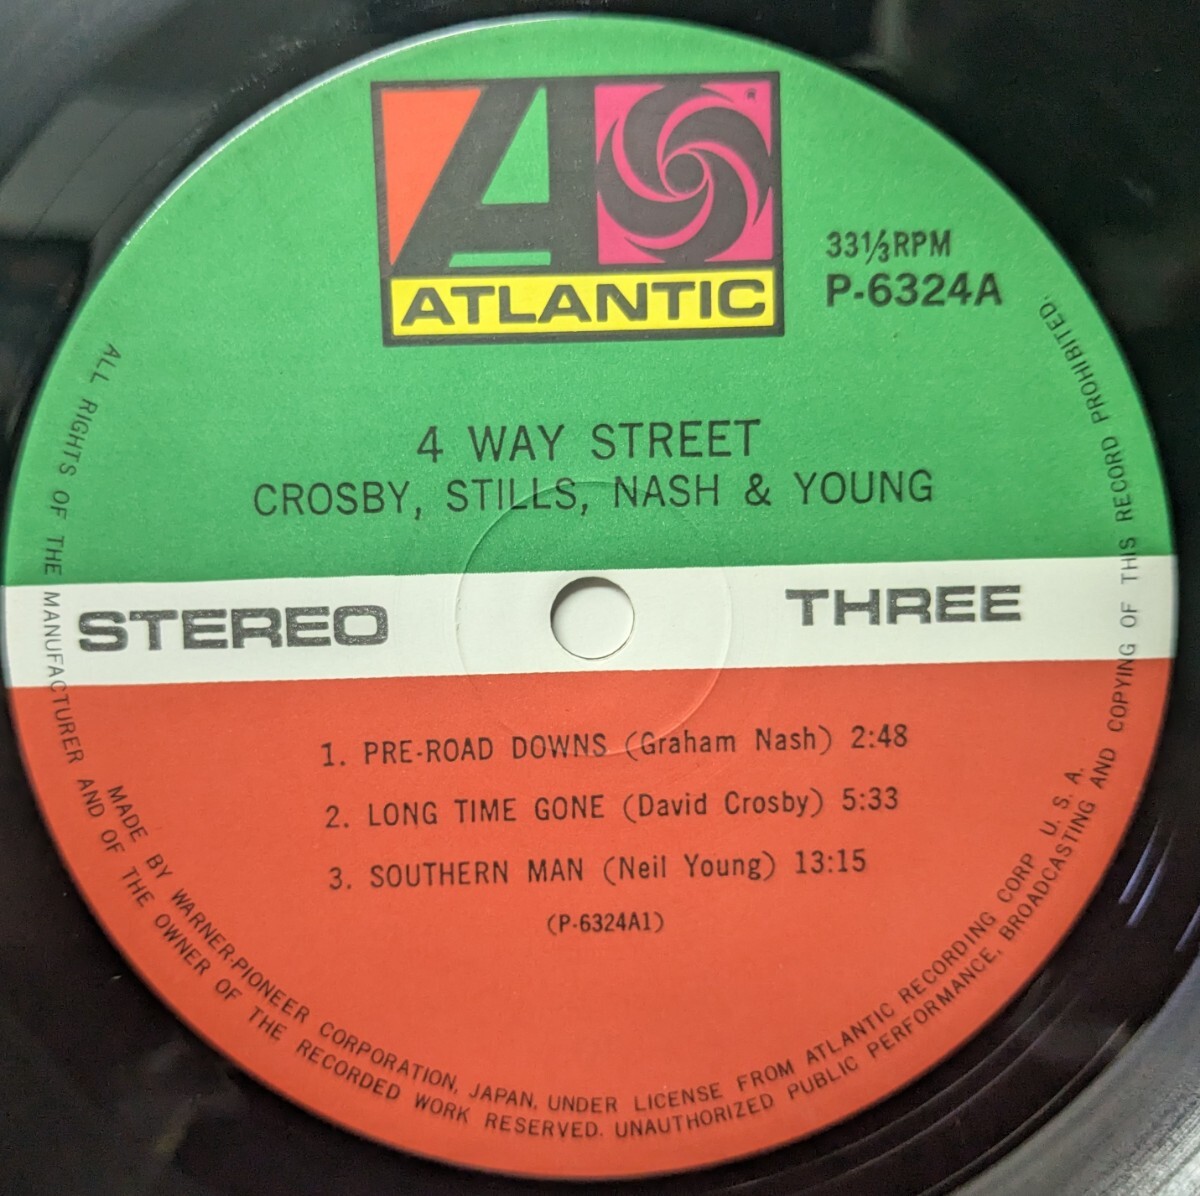 A
®
ATLANTIC
33⅓RPM
P-6324A
4 WAY STREET
CROSBY, STILLS, NASH & YOUNG
STEREO
THREE
1. PRE-ROAD DOWNS (Graham Nash) 2:48
2. LONG TIME GONE (David Crosby) 5:33
3. SOUTHERN MAN (Neil Young) 13:15
(P-6324A1)
MADE BY WARNER-PIONEER CORPORATION, JAPAN, UNDER LICENSE FROM ATLANTIC RECORDING CORP U. S. A.
ALL RIGHTS OF THE MANUFACTURER AND OF THE OWNER OF THE RECORDED WORK RESERVED. UNAUTHORIZED PUBLIC PERFORMANCE, BROADCASTING AND COPYING OF THIS RECORD PROHIBITED.